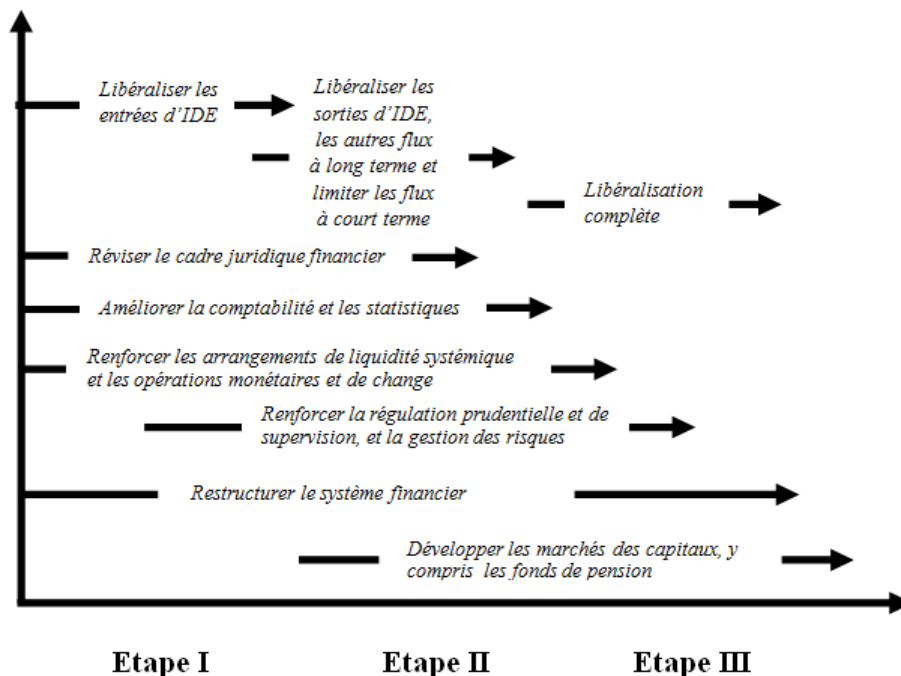 Libéraliser les
entrées d'IDE
Libéraliser les
sorties d'IDE,
les autres flux
à long terme et
limiter les flux
à court terme
Libéralisation
complète
Réviser le cadre juridique financier
Améliorer la comptabilité et les statistiques
Renforcer les arrangements de liquidité systémique
et les opérations monétaires et de change
Renforcer la régulation prudentielle et de
supervision, et la gestion des risques
Restructurer le système financier
Développer les marchés des capitaux, y
compris les fonds de pension
Etape I
Etape II
Etape III